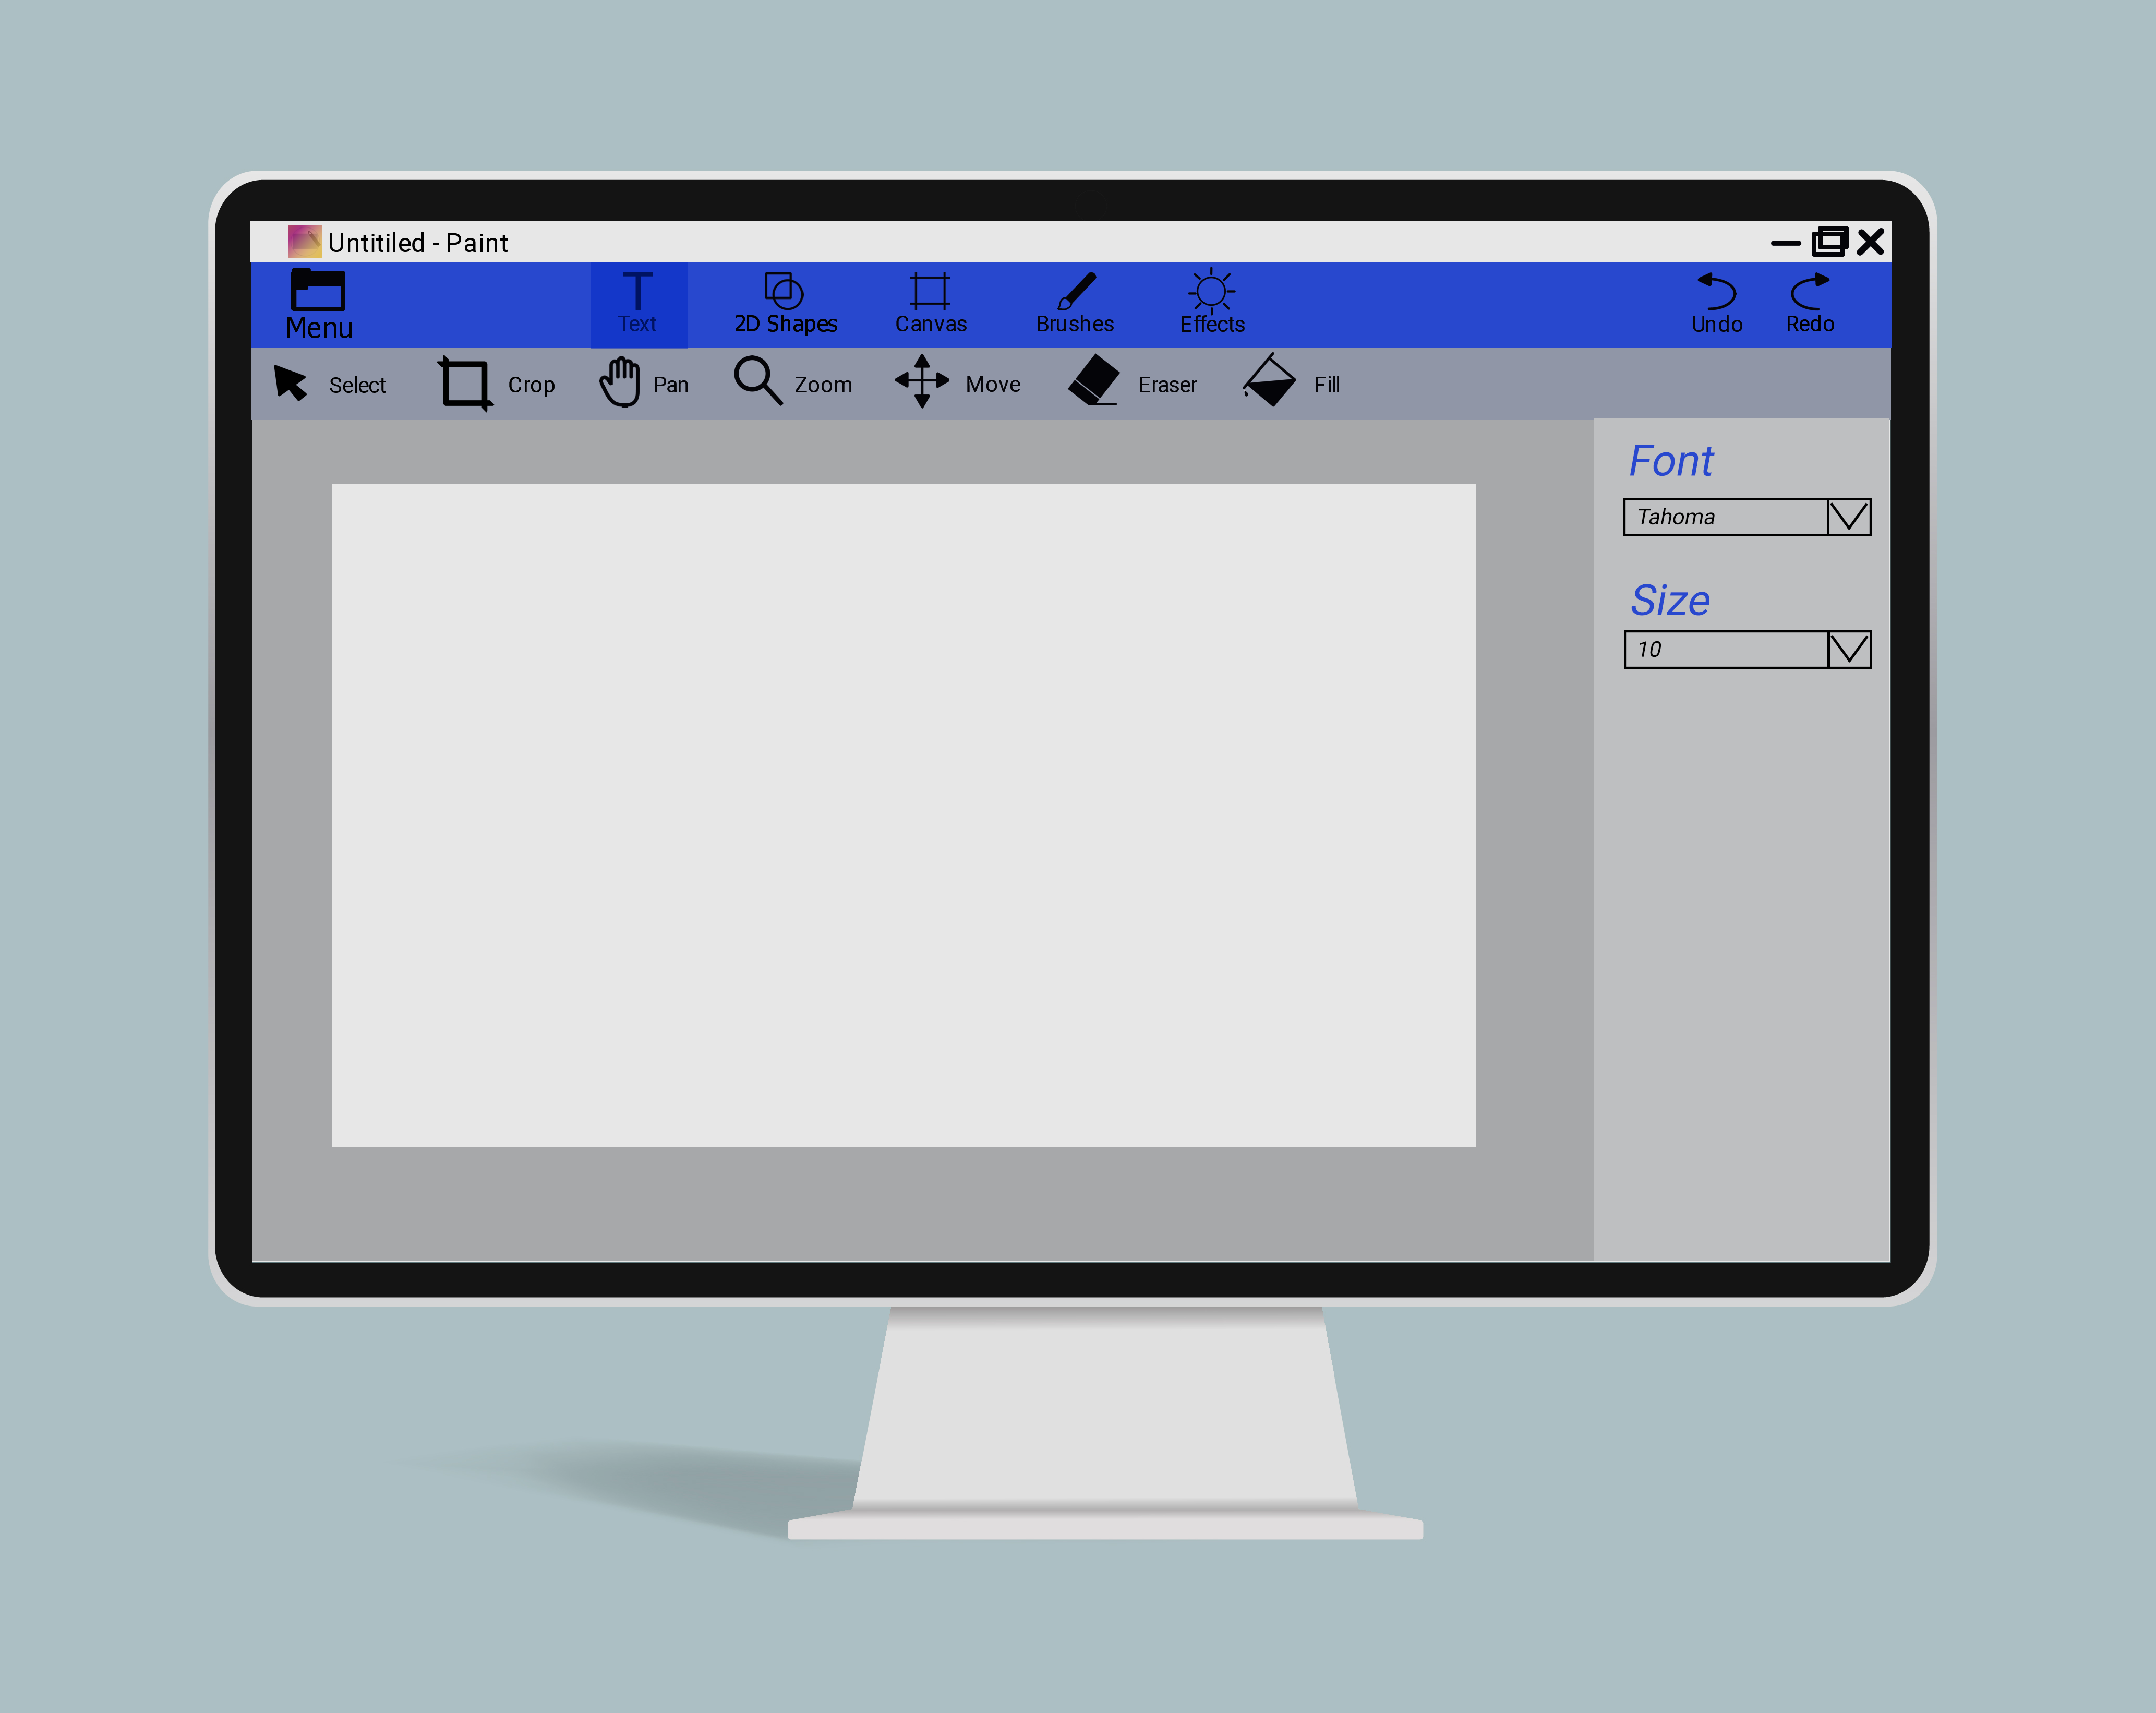 Untitiled - Paint
Menu
Text
2D Shapes
Canvas
Brushes
Effects
Undo
Redo
Select
Crop
Pan
Zoom
Move
Eraser
Fill
Font
Tahoma
Size
10